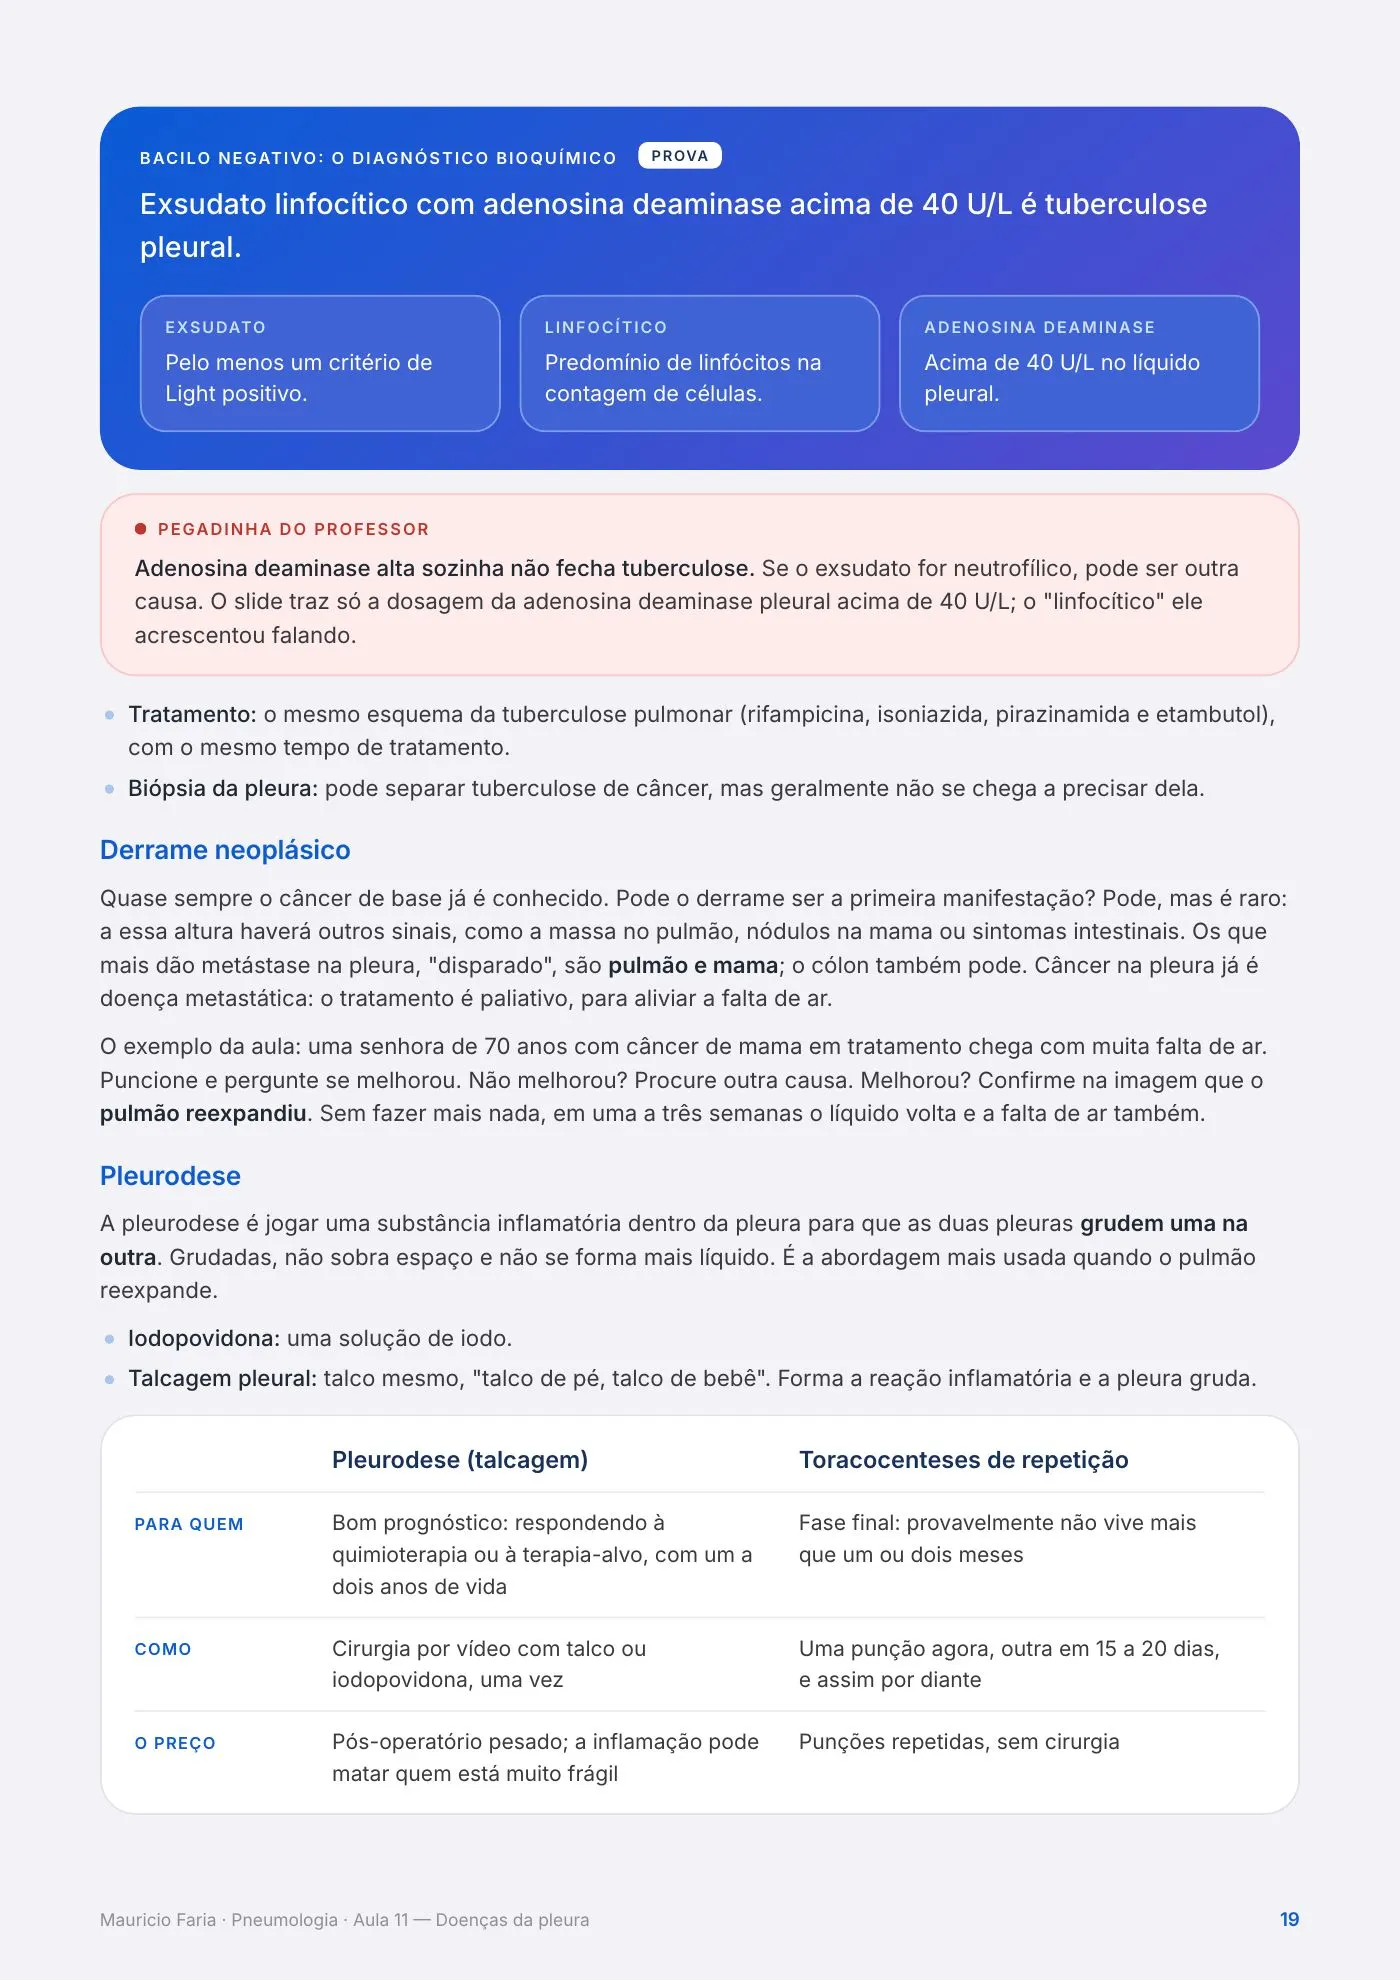 BACILO NEGATIVO: O DIAGNÓSTICO BIOQUÍMICO PROVA
Exsudato linfocítico com adenosina deaminase acima de 40 U/L é tuberculose
pleural.
EXSUDATO
Pelo menos um critério de
Light positivo.
LINFOCÍTICO
Predomínio de linfócitos na
contagem de células.
ADENOSINA DEAMINASE
Acima de 40 U/L no líquido
pleural.
PEGADINHA DO PROFESSOR
Adenosina deaminase alta sozinha não fecha tuberculose. Se o exsudato for neutrofílico, pode ser outra
causa. O slide traz só a dosagem da adenosina deaminase pleural acima de 40 U/L; o "linfocítico" ele
acrescentou falando.
Tratamento: o mesmo esquema da tuberculose pulmonar (rifampicina, isoniazida, pirazinamida e etambutol),
com o mesmo tempo de tratamento.
Biópsia da pleura: pode separar tuberculose de câncer, mas geralmente não se chega a precisar dela.
Derrame neoplásico
Quase sempre o câncer de base já é conhecido. Pode o derrame ser a primeira manifestação? Pode, mas é raro:
a essa altura haverá outros sinais, como a massa no pulmão, nódulos na mama ou sintomas intestinais. Os que
mais dão metástase na pleura, "disparado", são pulmão e mama; o cólon também pode. Câncer na pleura já é
doença metastática: o tratamento é paliativo, para aliviar a falta de ar.
O exemplo da aula: uma senhora de 70 anos com câncer de mama em tratamento chega com muita falta de ar.
Puncione e pergunte se melhorou. Não melhorou? Procure outra causa. Melhorou? Confirme na imagem que o
pulmão reexpandiu. Sem fazer mais nada, em uma a três semanas o líquido volta e a falta de ar também.
Pleurodese
A pleurodese é jogar uma substância inflamatória dentro da pleura para que as duas pleuras grudem uma na
outra. Grudadas, não sobra espaço e não se forma mais líquido. É a abordagem mais usada quando o pulmão
reexpande.
Iodopovidona: uma solução de iodo.
Talcagem pleural: talco mesmo, "talco de pé, talco de bebê". Forma a reação inflamatória e a pleura gruda.
Pleurodese (talcagem)
Toracocenteses de repetição
PARA QUEM
Bom prognóstico: respondendo à
quimioterapia ou à terapia-alvo, com um a
dois anos de vida
Fase final: provavelmente não vive mais
que um ou dois meses
COMO
Cirurgia por vídeo com talco ou
iodopovidona, uma vez
Uma punção agora, outra em 15 a 20 dias,
e assim por diante
O PREÇO
Pós-operatório pesado; a inflamação pode
matar quem está muito frágil
Punções repetidas, sem cirurgia
Mauricio Faria · Pneumologia · Aula 11 — Doenças da pleura
19